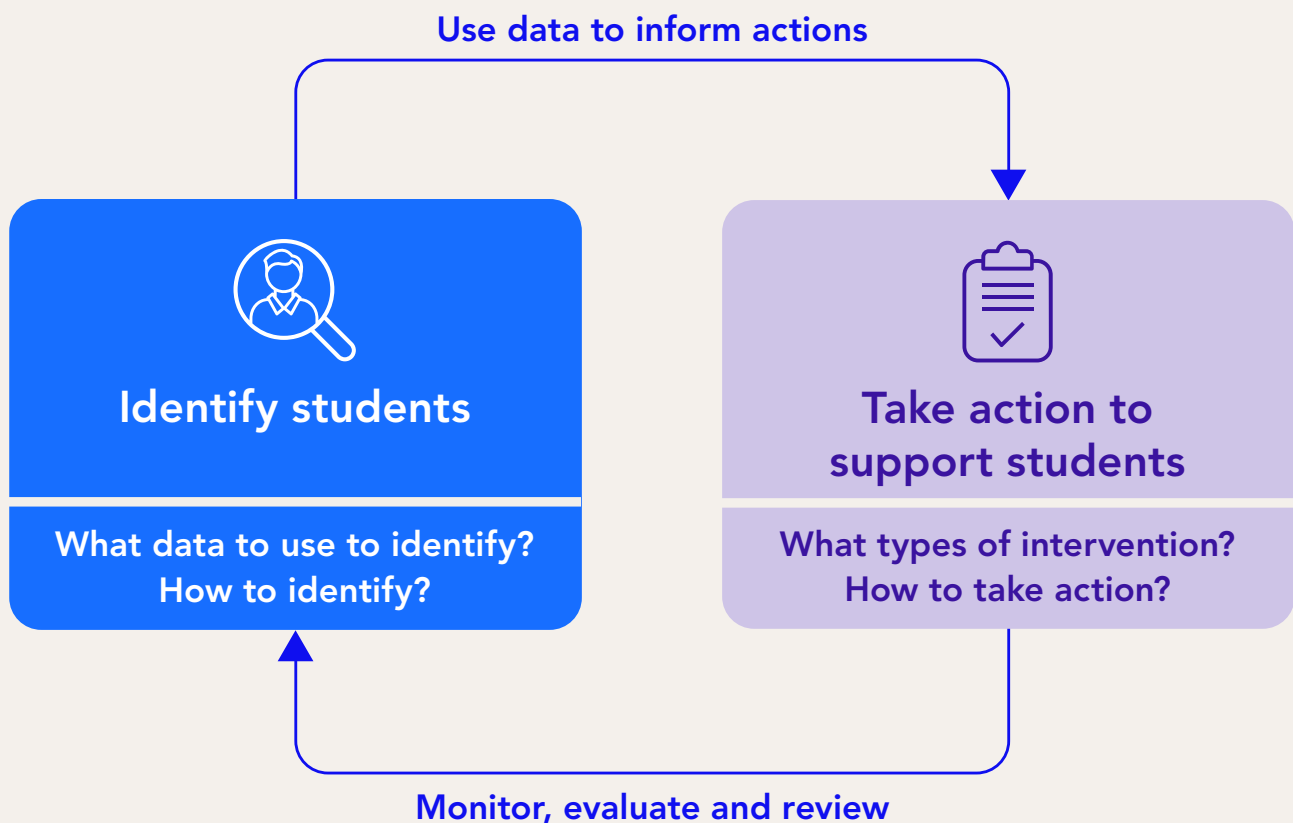 Use data to inform actions
Identify students
What data to use to identify?
How to identify?
Take action to
support students
What types of intervention?
How to take action?
Monitor, evaluate and review